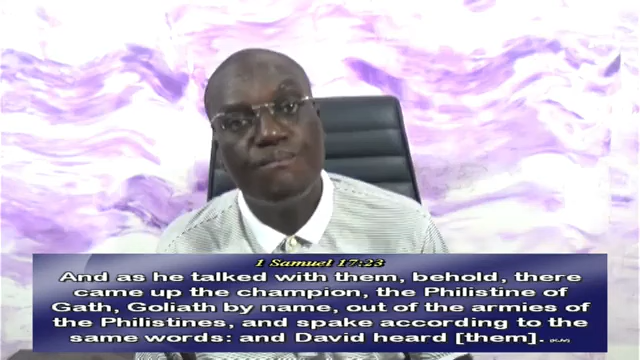 1 Samuel 17:23
And as he talked with them, behold, there
came up the champion, the Philistine of
Gath, Goliath by name, out of the armies of
the Philistines, and spake according to the
same words: and David heard [them]. (KJV)